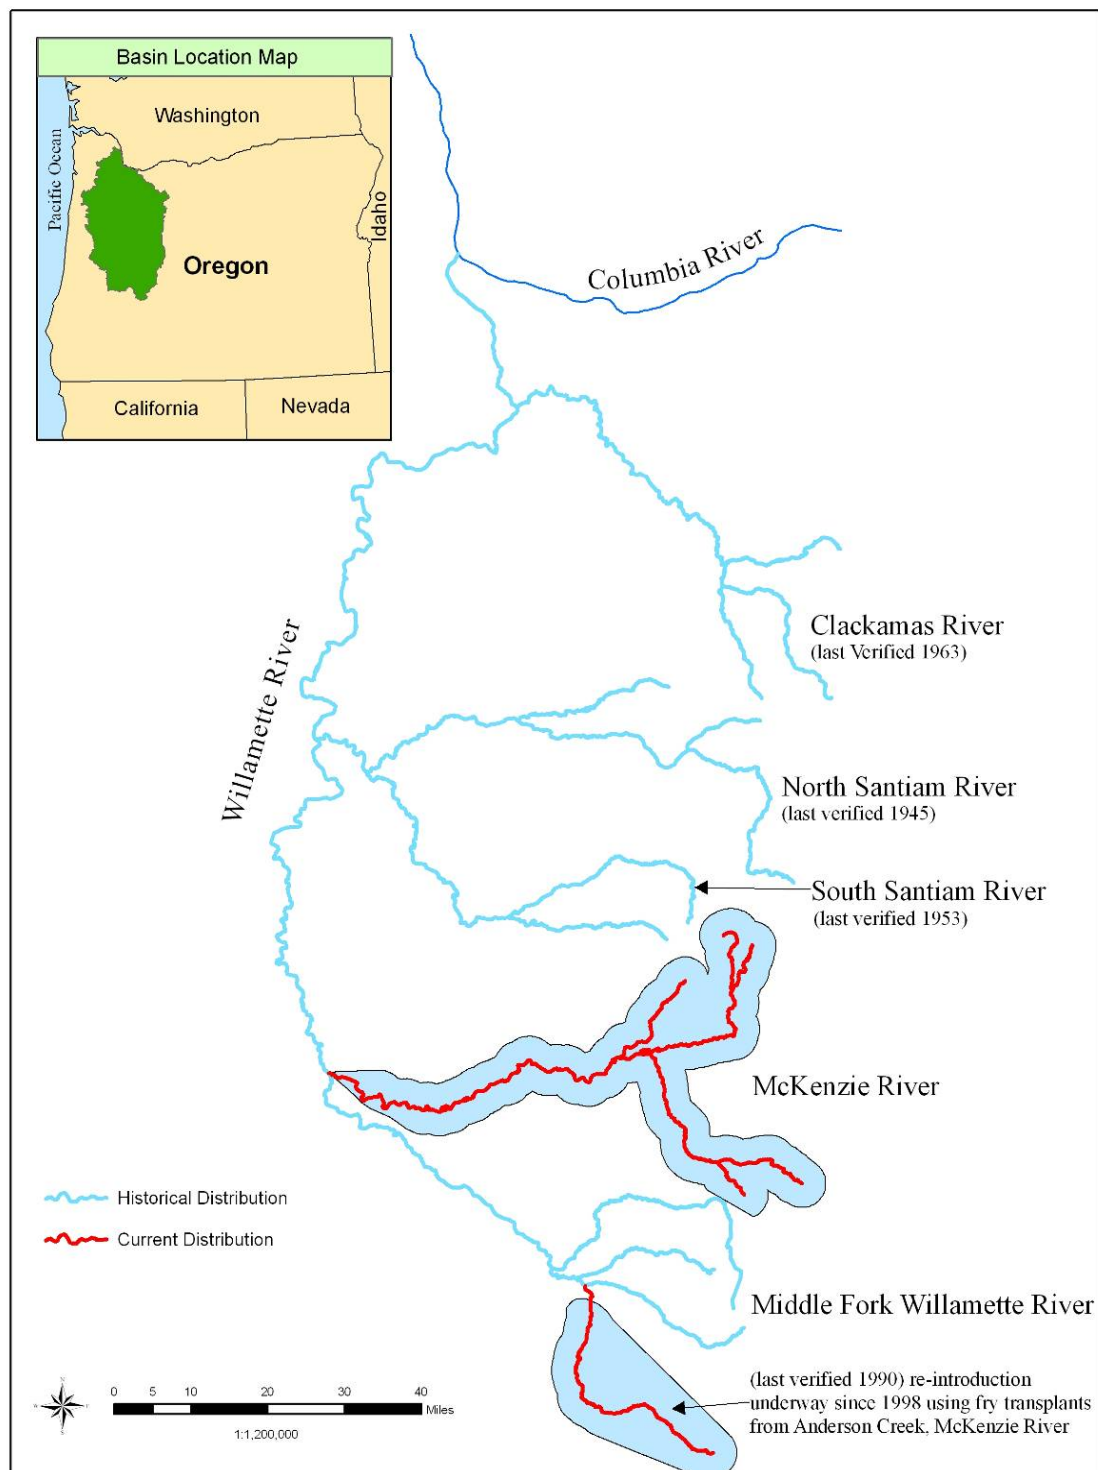 Basin Location Map
Washington
Pacific Ocan
Idaho
Oregon
California
Nevada
Columbia River
Willamette River
Clackamas River
(last Verified 1963)
North Santiam River
(last verified 1945)
South Santiam River
(last verified 1953)
McKenzie River
Historical Distribution
Current Distribution
Middle Fork Willamette River
(last verified 1990) re-introduction
underway since 1998 using fry transplants
from Anderson Creek, McKenzie River
0 5 10 20 30 40
Miles
1:1,200,000